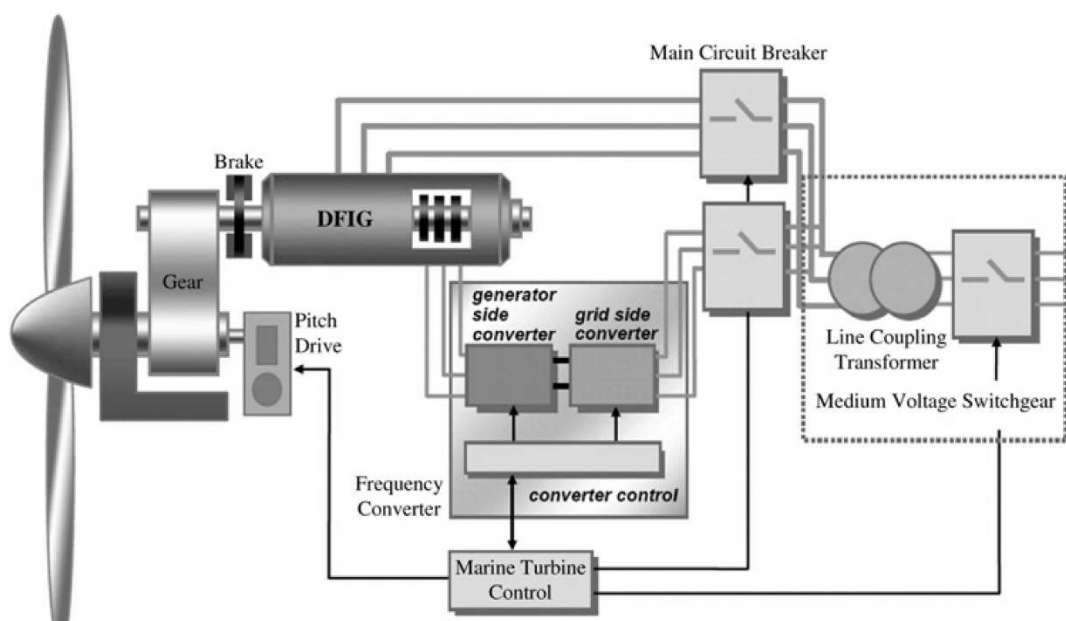 Main Circuit Breaker
Brake
DFIG
Gear
Pitch
Drive
generator
side
converter
grid side
converter
Line Coupling
Transformer
Medium Voltage Switchgear
Frequency
Converter
converter control
Marine Turbine
Control